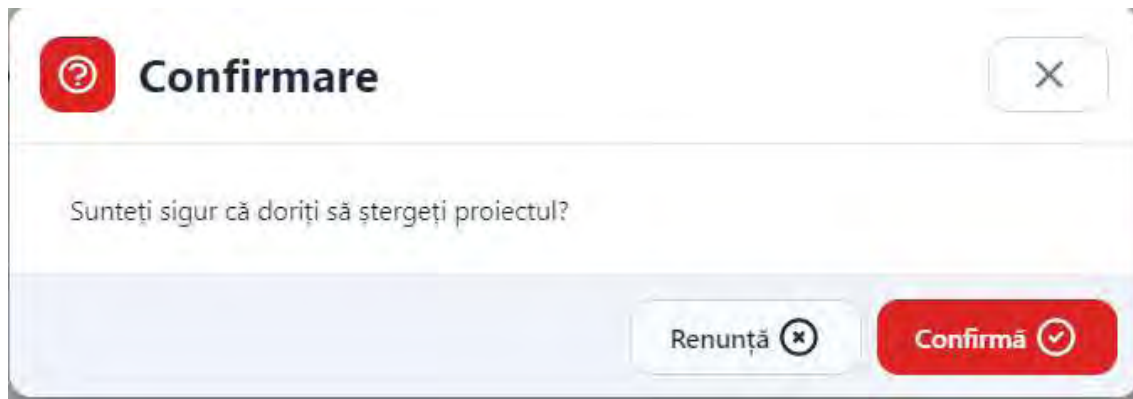 Confirmare
Sunteți sigur că doriți să ștergeți proiectul?
Renunță
Confirmă